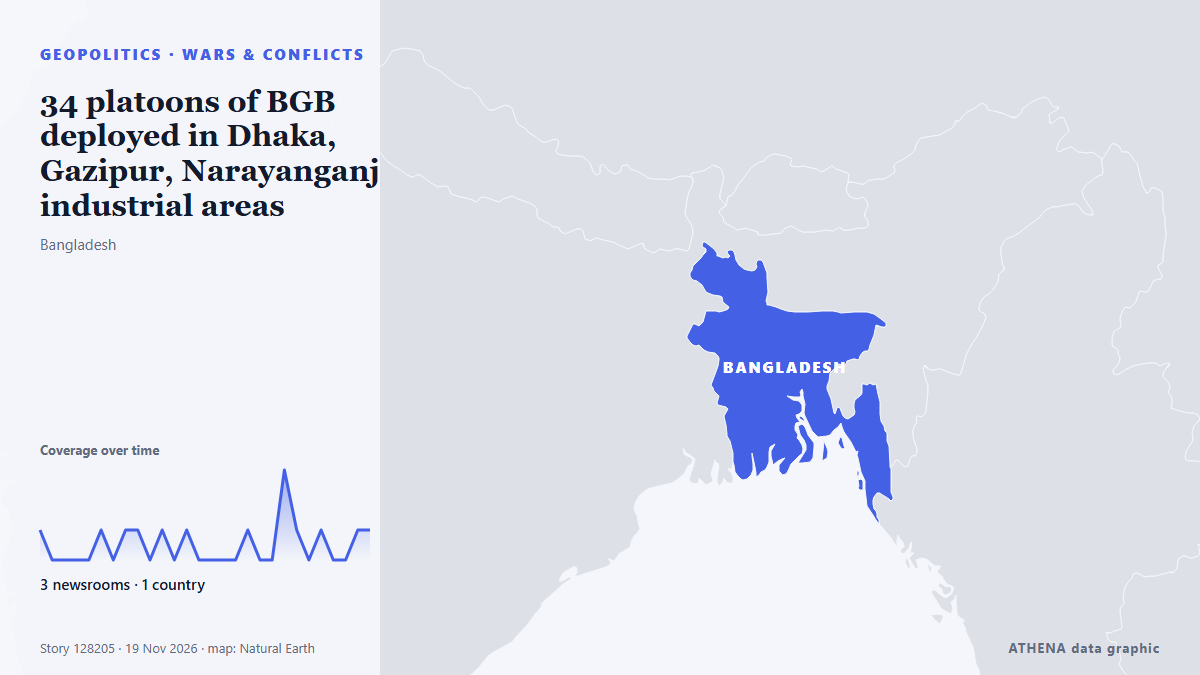 GEOPOLITICS · WARS & CONFLICTS
34 platoons of BGB
deployed in Dhaka,
Gazipur, Narayanganj
industrial areas
Bangladesh
BANGLADESH
Coverage over time
3 newsrooms · 1 country
Story 128205 · 19 Nov 2026 · map: Natural Earth
ATHENA data graphic